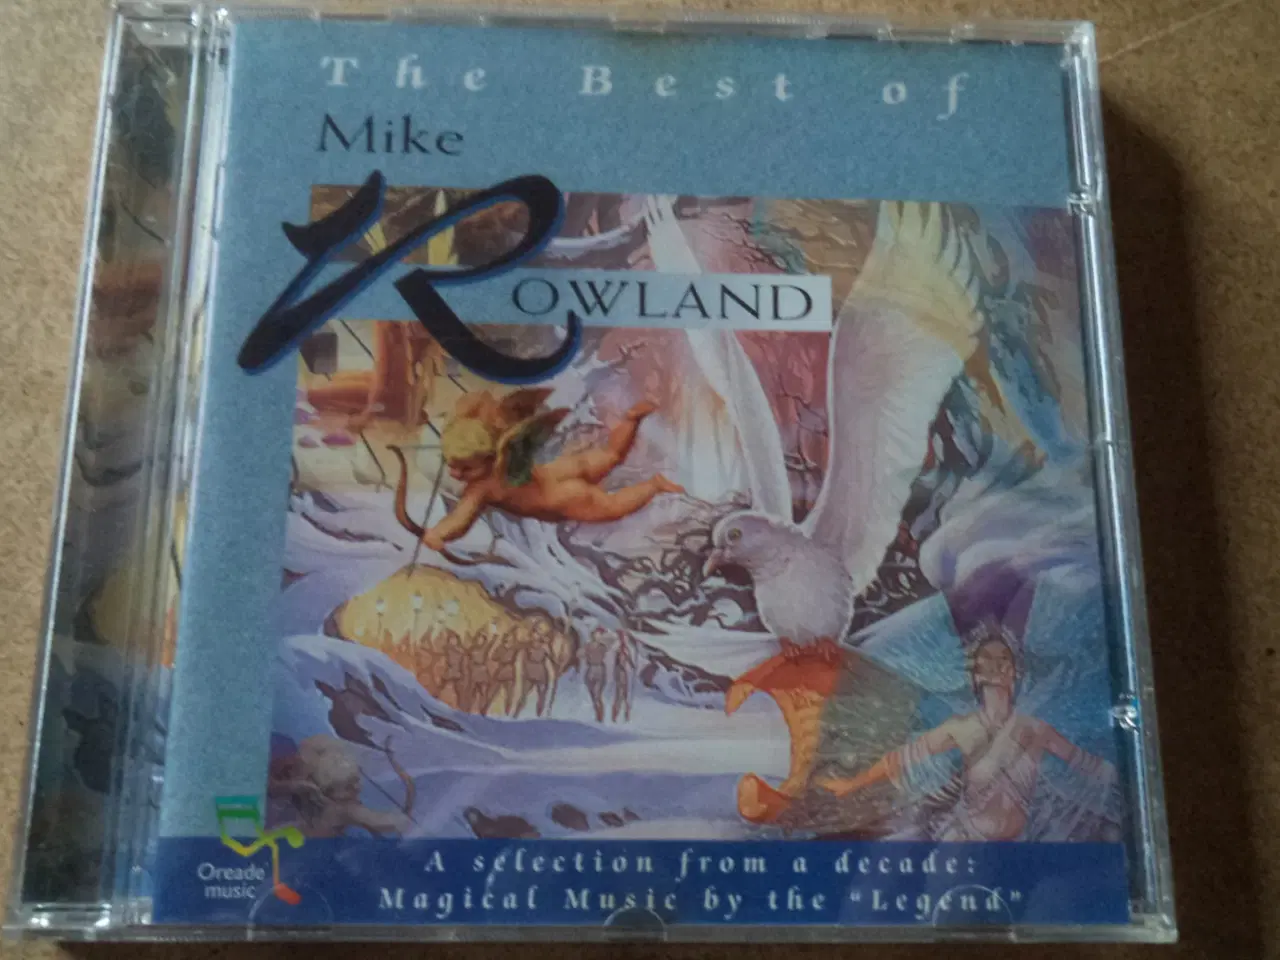 The Best of
Mike
ROWLAND
Oreade
music
A selection from a decade:
Magical Music by the "Legend"